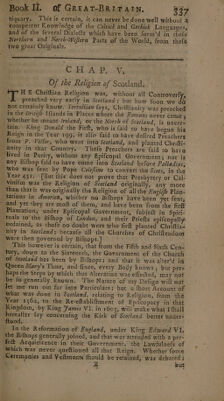 Book II. of GREAT-BRITAIN. 337
tiquary. This is certain, it can never be done well without a
competent Knowledge of the Celtick and Gothick Languages,
and of the several Dialects which have been form'd in these
Northern and North-Western Parts of the World, from these
two great Originals.
CHAP. V.
Of the Religion of Scotland.
THE Christian Religion was, without all Controversy,
preached very early in Scotland; but how soon we do
not certainly know. Tertullian says, Christianity was preached
in the British Islands in Places where the Romans never came;
whether he meant Ireland, or the North of Scotland, is uncer-
tain. King Donald the First, who is said to have begun his
Reign in the Year 199. is also said to have desired Preachers
from P. Victor, who went into Scotland, and planted Christi-
anity in that Country. These Preachers are said to have
lived in Purity, without any Episcopal Government; nor is
any Bishop said to have come into Scotland before Palladius,
who was sent by Pope Cælestine to convert the Scots, in the
Year 431. But this does not prove that Presbytery or Cal-
vinism was the Religion of Scotland originally, any more
than that it was originally the Religion of all the English Plan-
tations in America, whither no Bishops have been sent, and
yet they are most of them, and have been from the first
Plantation, under Episcopal Government, subject in Spiri-
tuals to the Bishop of London, and their Priests episcopally
ordained, as those no doubt were who first planted Christia-
nity in Scotland; because all the Churches of Christendom
were then governed by Bishops.
This however is certain, that from the Fifth and Sixth Cen-
tury, down to the Sixteenth, the Government of the Church
of Scotland has been by Bishops: and that it was alter'd in
Queen Mary's Time, and since, every Body knows; but per-
haps the Steps by which the Alteration was effected, may not
be so generally known. The Nature of my Design will not
let me run out far into Particulars; but a short Account of
what was done in Scotland, relating to Religion, from the
Year 1562, to the Re-establishment of Episcopacy in that
Kingdom, by King James VI. in 1605, will make what I shall
hereafter say concerning the Kirk of Scotland better under-
stood.
In the Reformation of England, under King Edward VI,
the Bishops generally joined, and that was attended with a per-
fect Acquiescence in their Government, the Lawfulness of
which was never questioned all that Reign. Whether some
Ceremonies and Vestments should be retained, was debated;
but